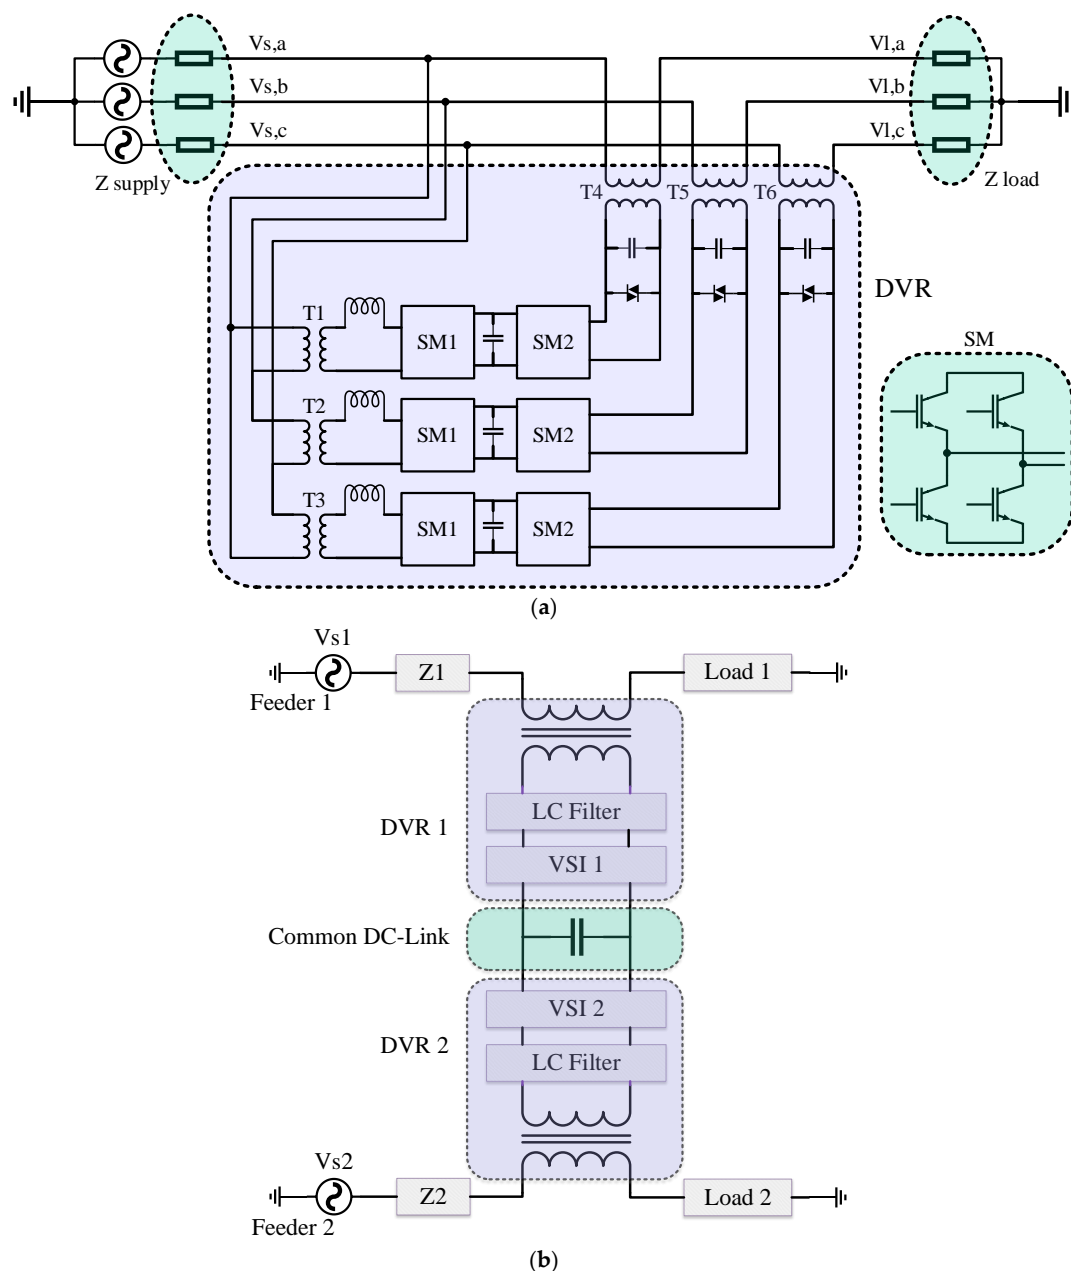 Vs,a
Vl,a
Vs,b
Vl,b
Vs,c
Vl,c
Z supply
Z load
T4
T5
T6
DVR
T1
SM1
SM2
SM
T2
SM1
SM2
T3
SM1
SM2
(a)
Vs1
Z1
Load 1
Feeder 1
LC Filter
DVR 1
VSI 1
Common DC-Link
VSI 2
DVR 2
LC Filter
Vs2
Z2
Load 2
Feeder 2
(b)